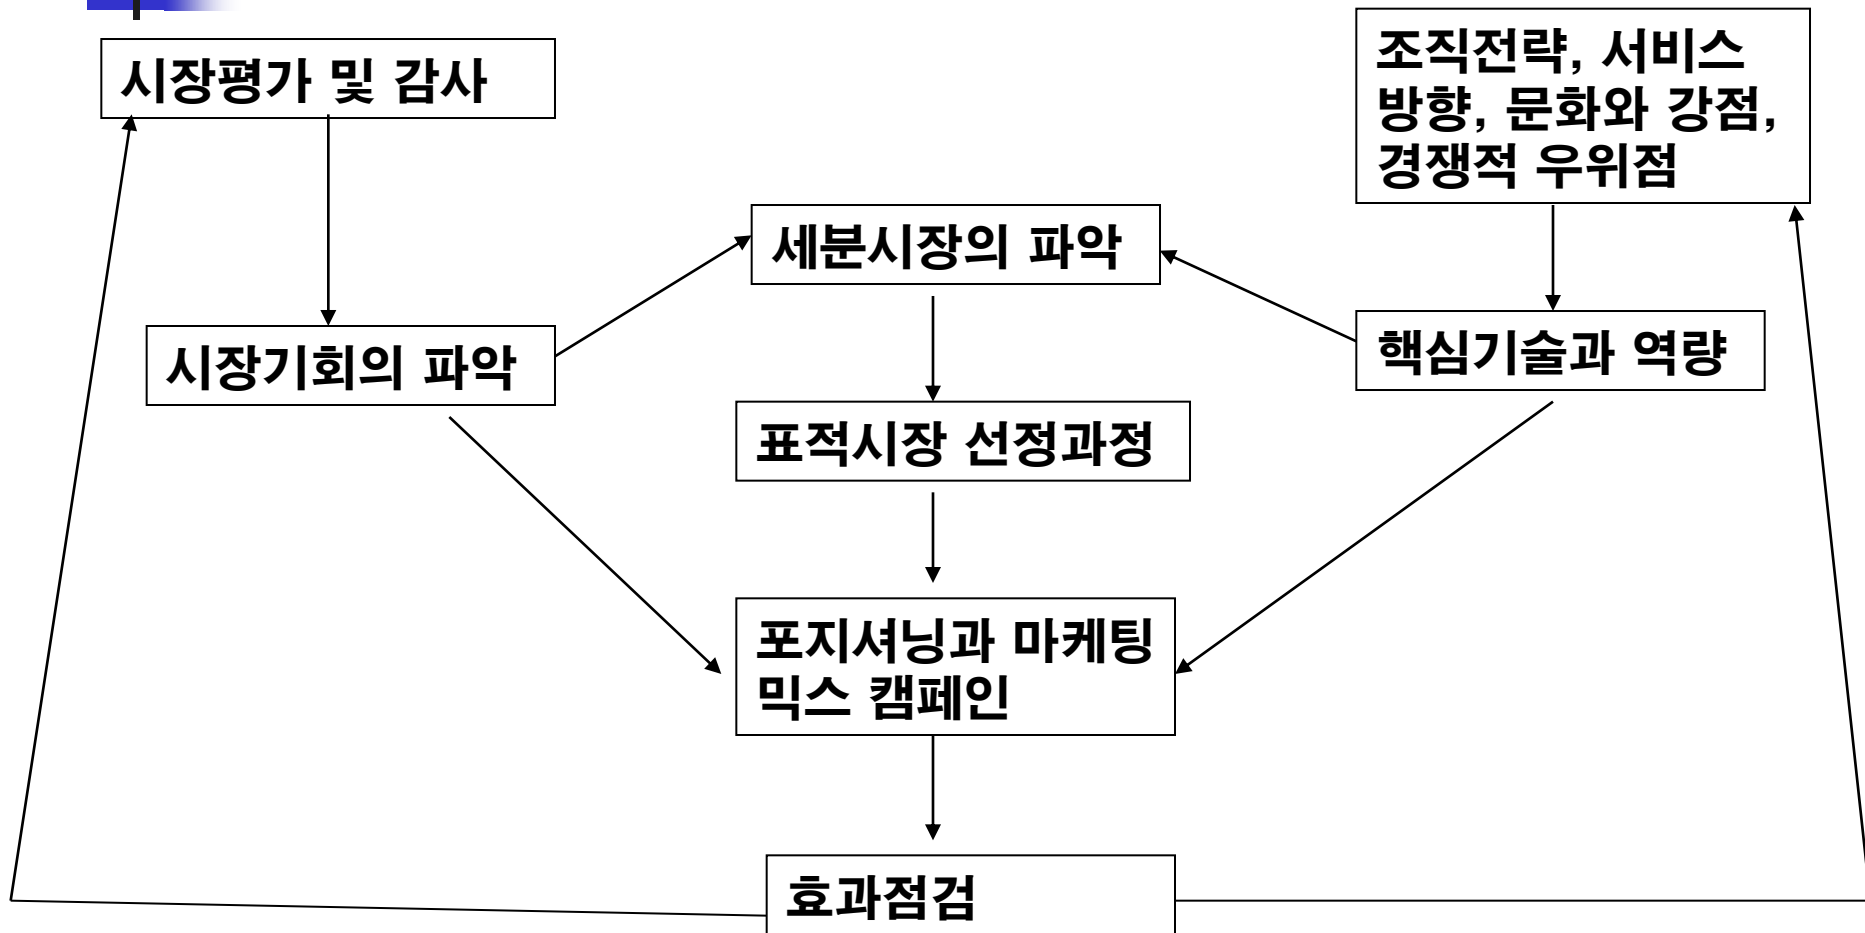 시장평가 및 감사
조직전략, 서비스
방향, 문화와 강점,
경쟁적 우위점
세분시장의 파악
시장기회의 파악
핵심기술과 역량
표적시장 선정과정
포지셔닝과 마케팅
믹스 캠페인
효과점검